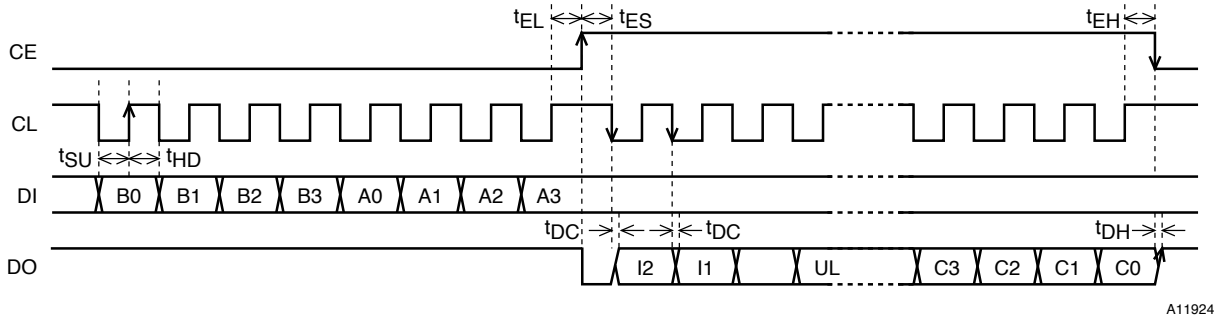 tEL tES tEH
CE
CL
tSU tHD
DI B0 B1 B2 B3 A0 A1 A2 A3
tDC tDC tDH
DO I2 I1 UL C3 C2 C1 C0
A11924